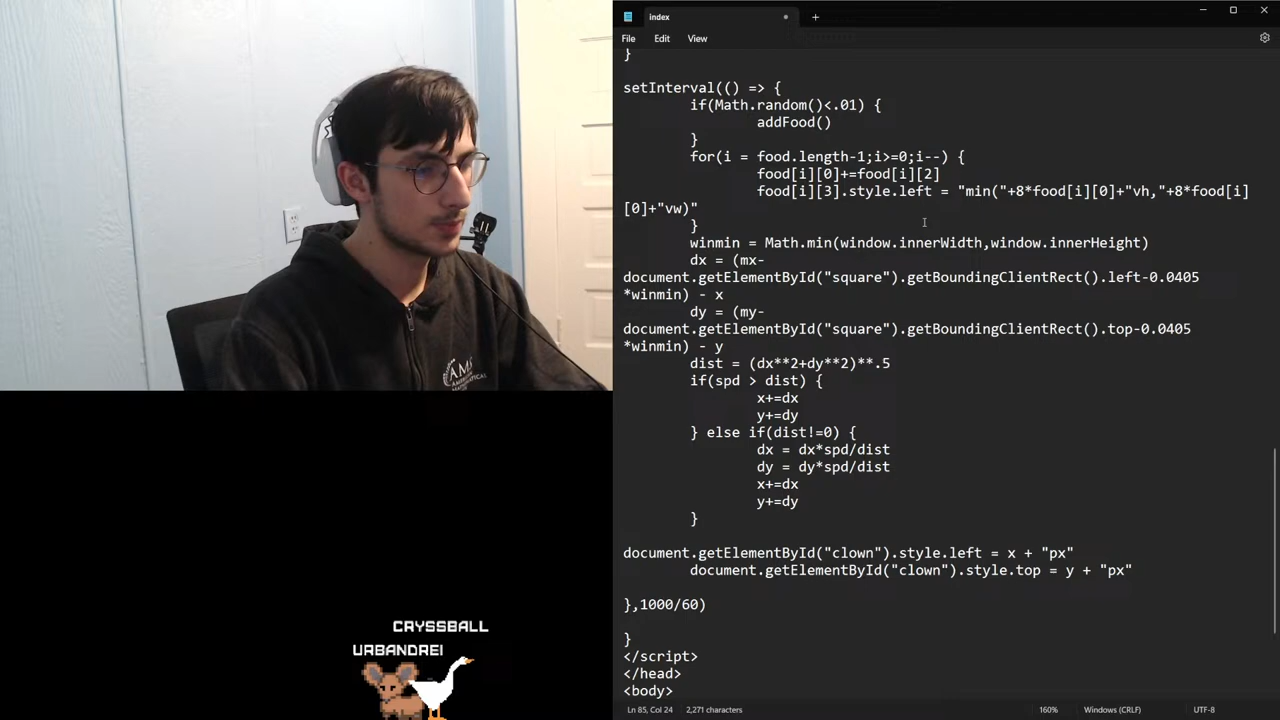 index
File Edit View
}
setInterval(() => {
if(Math.random()<.01) {
addFood()
}
for(i = food.length-1;i>=0;i--) {
food[i][0]+=food[i][2]
food[i][3].style.left = "min("+8*food[i][0]+"vh,"+8*food[i]
[0]+"vw)"
}
winmin = Math.min(window.innerWidth,window.innerHeight)
dx = (mx-
document.getElementById("square").getBoundingClientRect().left-0.0405
*winmin) - x
dy = (my-
document.getElementById("square").getBoundingClientRect().top-0.0405
*winmin) - y
dist = (dx**2+dy**2)**.5
if(spd > dist) {
x+=dx
y+=dy
} else if(dist!=0) {
dx = dx*spd/dist
dy = dy*spd/dist
x+=dx
y+=dy
}
document.getElementById("clown").style.left = x + "px"
document.getElementById("clown").style.top = y + "px"
},1000/60)
}
</script>
</head>
<body>
Ln 85, Col 24 2,271 characters 160% Windows (CRLF) UTF-8
AMS
CRYSSBALL
URBANDREI